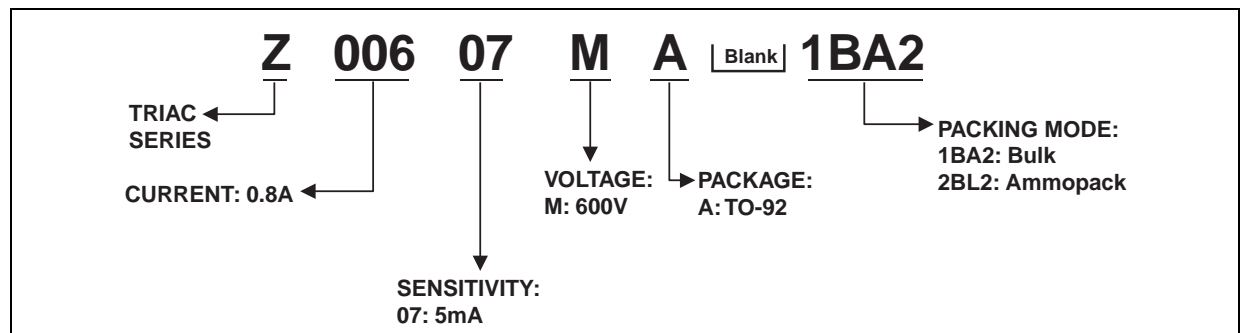 Z 006 07 M A Blank 1BA2
TRIAC
SERIES
CURRENT: 0.8A
SENSITIVITY:
07: 5mA
VOLTAGE:
M: 600V
PACKAGE:
A: TO-92
PACKING MODE:
1BA2: Bulk
2BL2: Ammopack